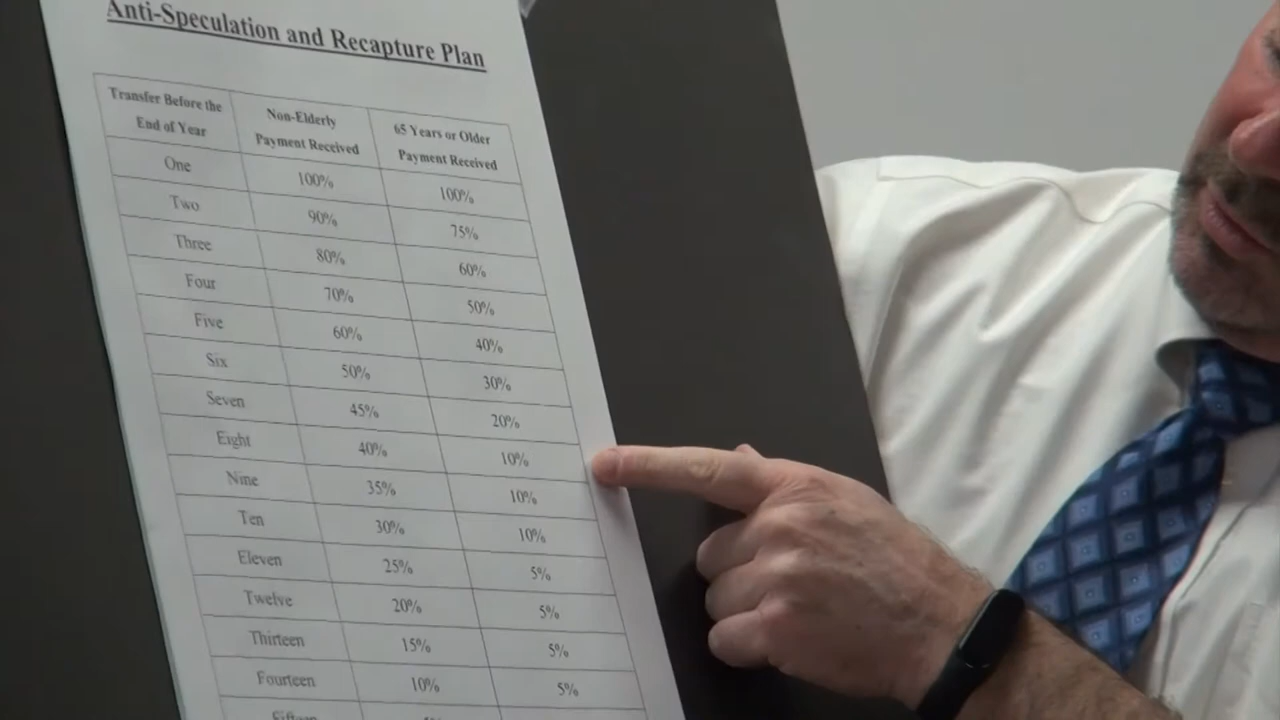 Anti-Speculation and Recapture Plan
Transfer Before the End of Year | Non-Elderly Payment Received | 65 Years or Older Payment Received
One | 100% | 100%
Two | 90% | 75%
Three | 80% | 60%
Four | 70% | 50%
Five | 60% | 40%
Six | 50% | 30%
Seven | 45% | 20%
Eight | 40% | 10%
Nine | 35% | 10%
Ten | 30% | 10%
Eleven | 25% | 5%
Twelve | 20% | 5%
Thirteen | 15% | 5%
Fourteen | 10% | 5%